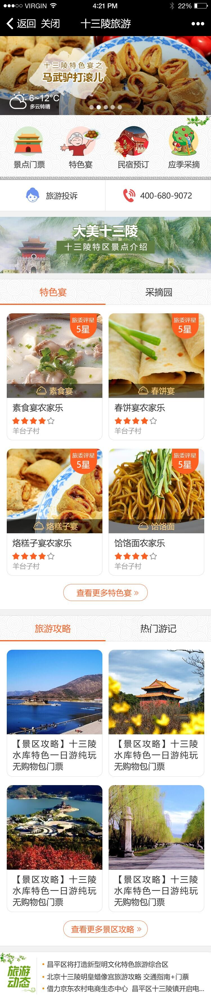 VIRGIN 4:21 PM 22%
返回 关闭 十三陵旅游
十三陵特色宴之
马武驴打滚儿
6~12°C
多云转晴
民宿
景点门票 特色宴 民宿预订 应季采摘
旅游投诉 400-680-9072
大美十三陵
十三陵特区景点介绍
特色宴 采摘园
旅委评星
5星
素食宴
素食宴农家乐
羊台子村
旅委评星
5星
春饼宴
春饼宴农家乐
羊台子村
旅委评星
5星
烙糕子宴
烙糕子宴农家乐
羊台子村
旅委评星
5星
饸饹面
饸饹面农家乐
羊台子村
查看更多特色宴 »
旅游攻略 热门游记
【景区攻略】十三陵
水库特色一日游纯玩
无购物包门票
【景区攻略】十三陵
水库特色一日游纯玩
无购物包门票
【景区攻略】十三陵
水库特色一日游纯玩
无购物包门票
【景区攻略】十三陵
水库特色一日游纯玩
无购物包门票
查看更多景区攻略 »
旅游
动态
昌平区将打造新型明文化特色旅游综合区
北京十三陵明皇蜡像宫旅游攻略 交通指南+门票
借力京东农村电商生态中心 昌平区十三陵镇开启电...